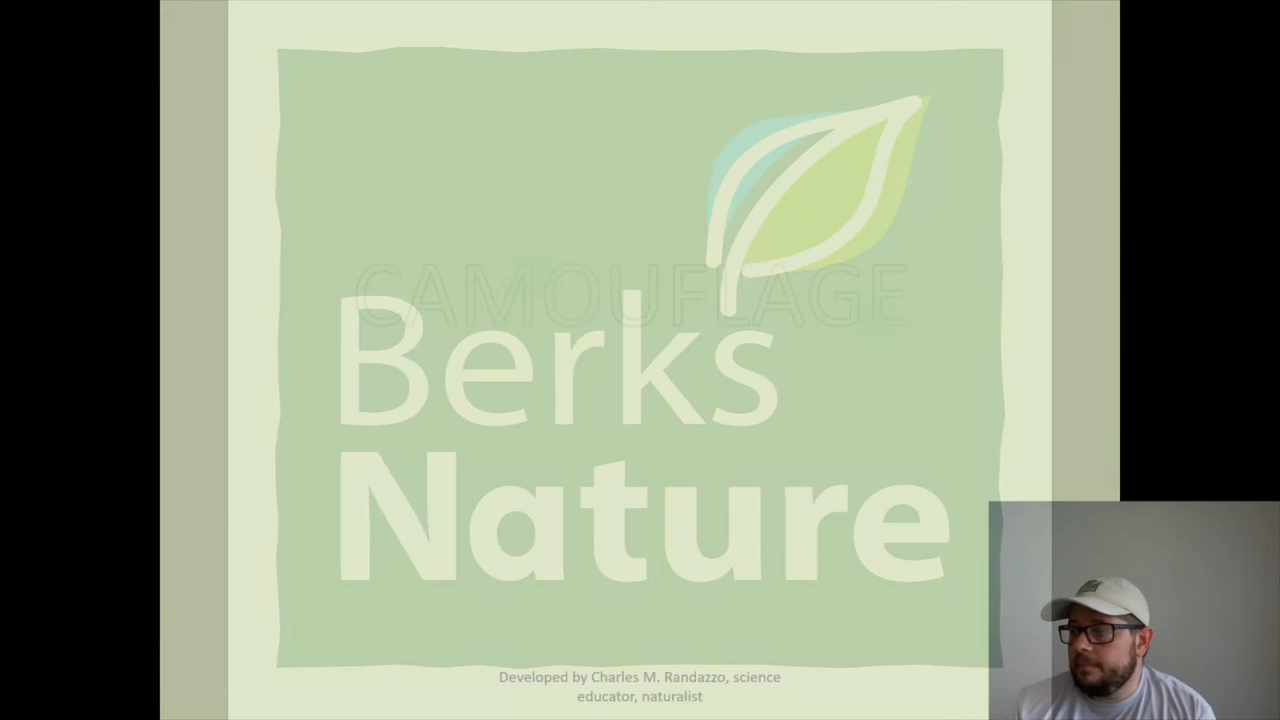 CAMOUFLAGE
Berks
Nature
Developed by Charles M. Randazzo, science
educator, naturalist